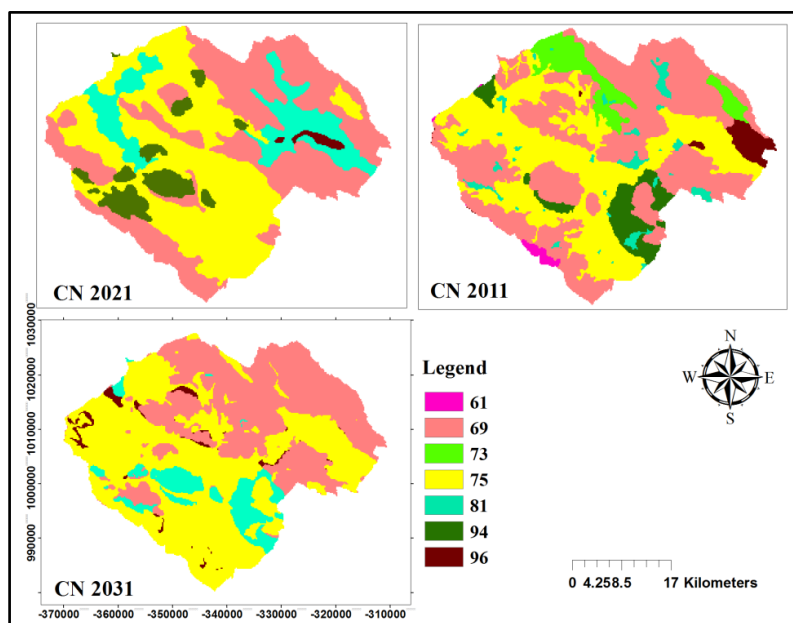 CN 2021
CN 2011
1030000
1020000
1010000
1000000
990000
CN 2031
-370000 -360000 -350000 -340000 -330000 -320000 -310000
Legend
61
69
73
75
81
94
96
N
W E
S
0 4.258.5 17 Kilometers